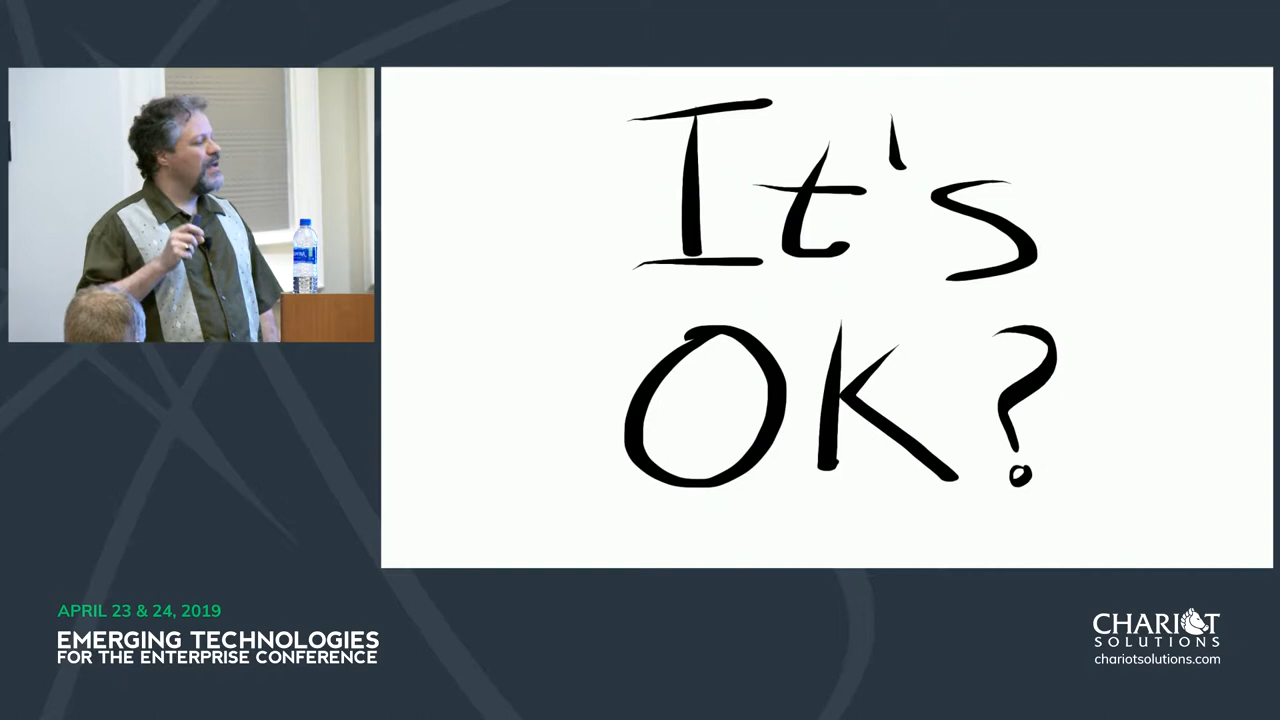 It's
OK?
APRIL 23 & 24, 2019
EMERGING TECHNOLOGIES
FOR THE ENTERPRISE CONFERENCE
CHARIOT
SOLUTIONS
chariotsolutions.com